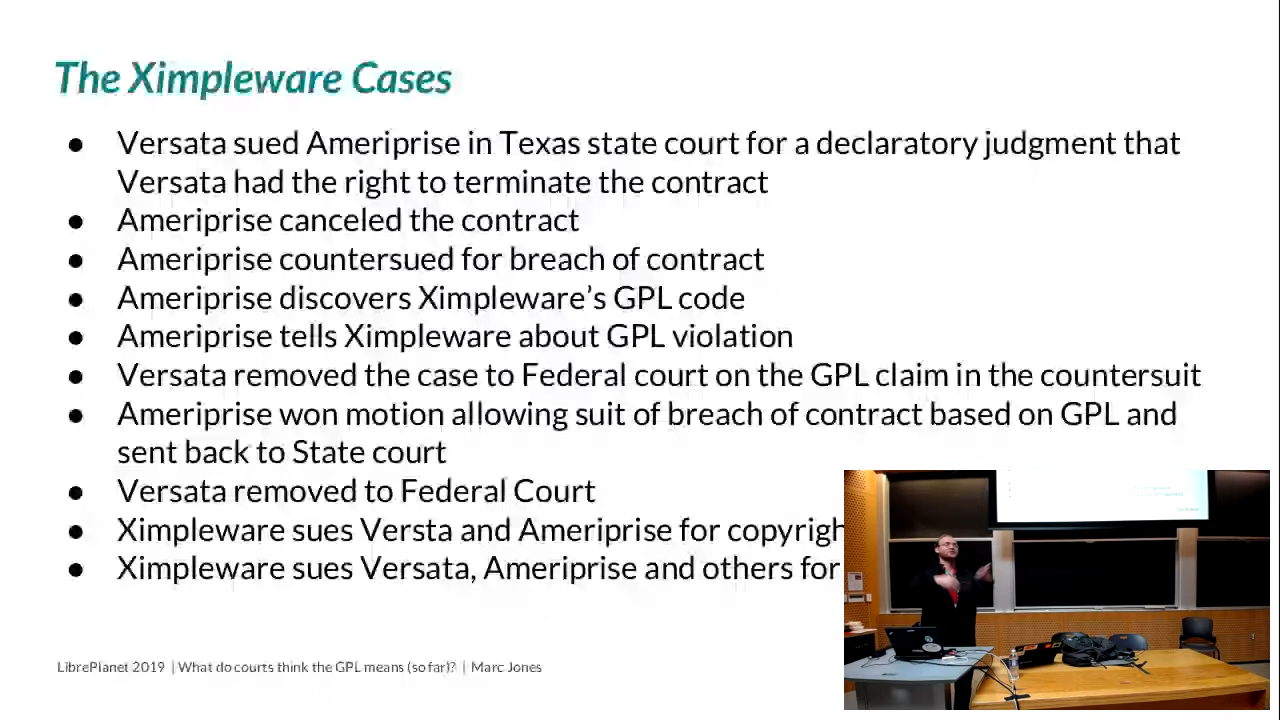 The Ximpleware Cases
● Versata sued Ameriprise in Texas state court for a declaratory judgment that
Versata had the right to terminate the contract
● Ameriprise canceled the contract
● Ameriprise countersued for breach of contract
● Ameriprise discovers Ximpleware’s GPL code
● Ameriprise tells Ximpleware about GPL violation
● Versata removed the case to Federal court on the GPL claim in the countersuit
● Ameriprise won motion allowing suit of breach of contract based on GPL and
sent back to State court
● Versata removed to Federal Court
● Ximpleware sues Versta and Ameriprise for
● Ximpleware sues Versata, Ameriprise and others for
LibrePlanet 2019 | What do courts think the GPL means (so far)? | Marc Jones